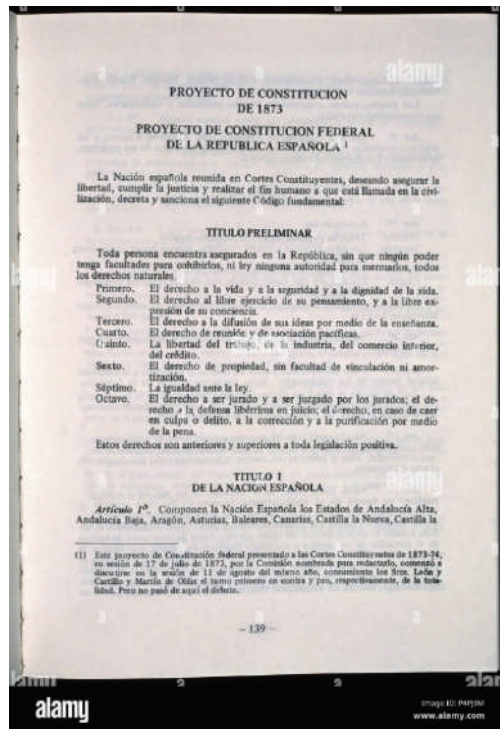 PROYECTO DE CONSTITUCION
DE 1873
PROYECTO DE CONSTITUCION FEDERAL
DE LA REPUBLICA ESPAÑOLA 1
La Nación española reunida en Cortes Constituyentes, deseando asegurar la
libertad, cumplir la justicia y realizar el fin humano a que está llamada en la civi-
lización, decreta y sanciona el siguiente Código fundamental:
TITULO PRELIMINAR
Toda persona encuentra asegurados en la República, sin que ningún poder
tenga facultades para cohibirlos, ni ley ninguna autoridad para mermarlos, todos
los derechos naturales.
Primero. El derecho a la vida y a la seguridad y a la dignidad de la vida.
Segundo. El derecho al libre ejercicio de su pensamiento, y a la libre ex-
presión de su conciencia.
Tercero. El derecho a la difusión de sus ideas por medio de la enseñanza.
Cuarto. El derecho de reunión y de asociación pacíficas.
Quinto. La libertad del trabajo, de la industria, del comercio interior,
del crédito.
Sexto. El derecho de propiedad, sin facultad de vinculación ni amor-
tización.
Séptimo. La igualdad ante la ley.
Octavo. El derecho a ser jurado y a ser juzgado por los jurados; el de-
recho a la defensa libérrima en juicio; el derecho, en caso de caer
en culpa o delito, a la corrección y a la purificación por medio
de la pena.
Estos derechos son anteriores y superiores a toda legislación positiva.
TITULO I
DE LA NACION ESPAÑOLA
Artículo 1º. Componen la Nación Española los Estados de Andalucía Alta,
Andalucía Baja, Aragón, Asturias, Baleares, Canarias, Castilla la Nueva, Castilla la
(1) Este proyecto de Constitución federal presentado a las Cortes Constituyentes de 1873-74,
en sesión de 17 de julio de 1873, por la Comisión nombrada para redactarlo, comenzó a
discutirse en la sesión de 11 de agosto del mismo año, consumiendo los Sres. León y
Castillo y Martín de Olías el turno primero en contra y pro, respectivamente, de la tota-
lidad. Pero no pasó de aquí el debate.
– 139 –
alamy
Image ID: P4PJ9M
www.alamy.com